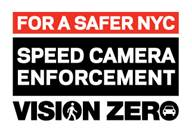 FOR A SAFER NYC
SPEED CAMERA
ENFORCEMENT
VISION ZERO